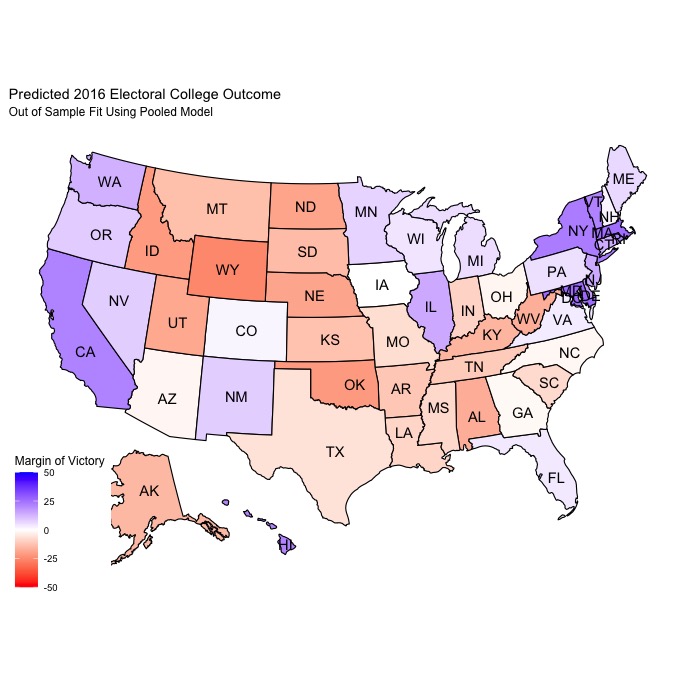 Predicted 2016 Electoral College Outcome
Out of Sample Fit Using Pooled Model
ME
WA
VT
MT
ND
NH
MN
NY
MA
OR
WI
CT
RI
ID
SD
MI
WY
PA
NJ
IA
NE
OH
MD
DE
NV
DC
IL
IN
UT
CO
WV
VA
KS
MO
KY
CA
NC
TN
OK
SC
AR
NM
AZ
MS
GA
AL
LA
TX
FL
Margin of Victory
50
25
0
-25
-50
AK
HI